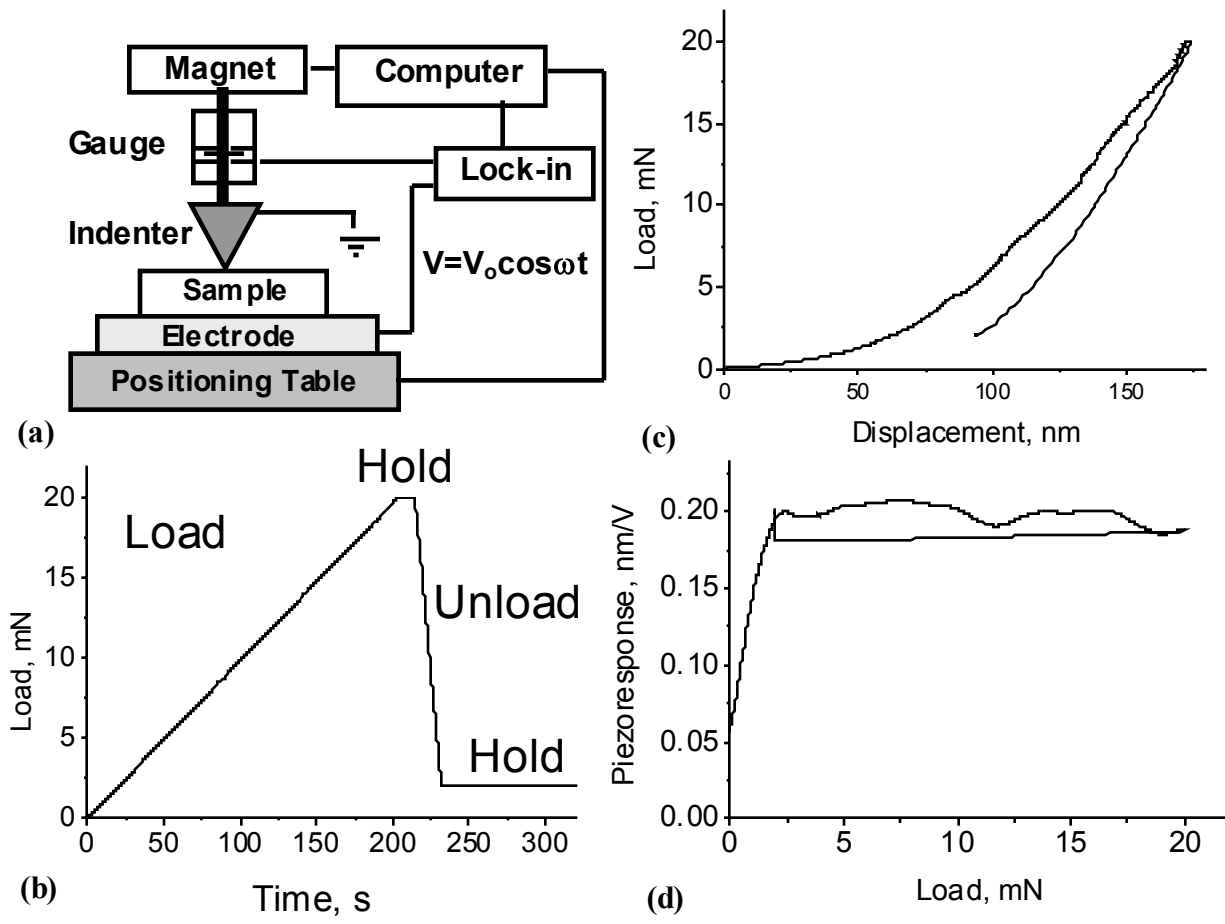 Magnet
Computer
Gauge
Lock-in
Indenter
V=Vₒcosωt
Sample
Electrode
Positioning Table
(a)
20
15
10
5
0
Load, mN
0
50
100
150
Displacement, nm
(c)
Hold
Load
Unload
Hold
20
15
10
5
0
Load, mN
0
50
100
150
200
250
300
Time, s
(b)
0.20
0.15
0.10
0.05
0.00
Piezoresponse, nm/V
0
5
10
15
20
Load, mN
(d)